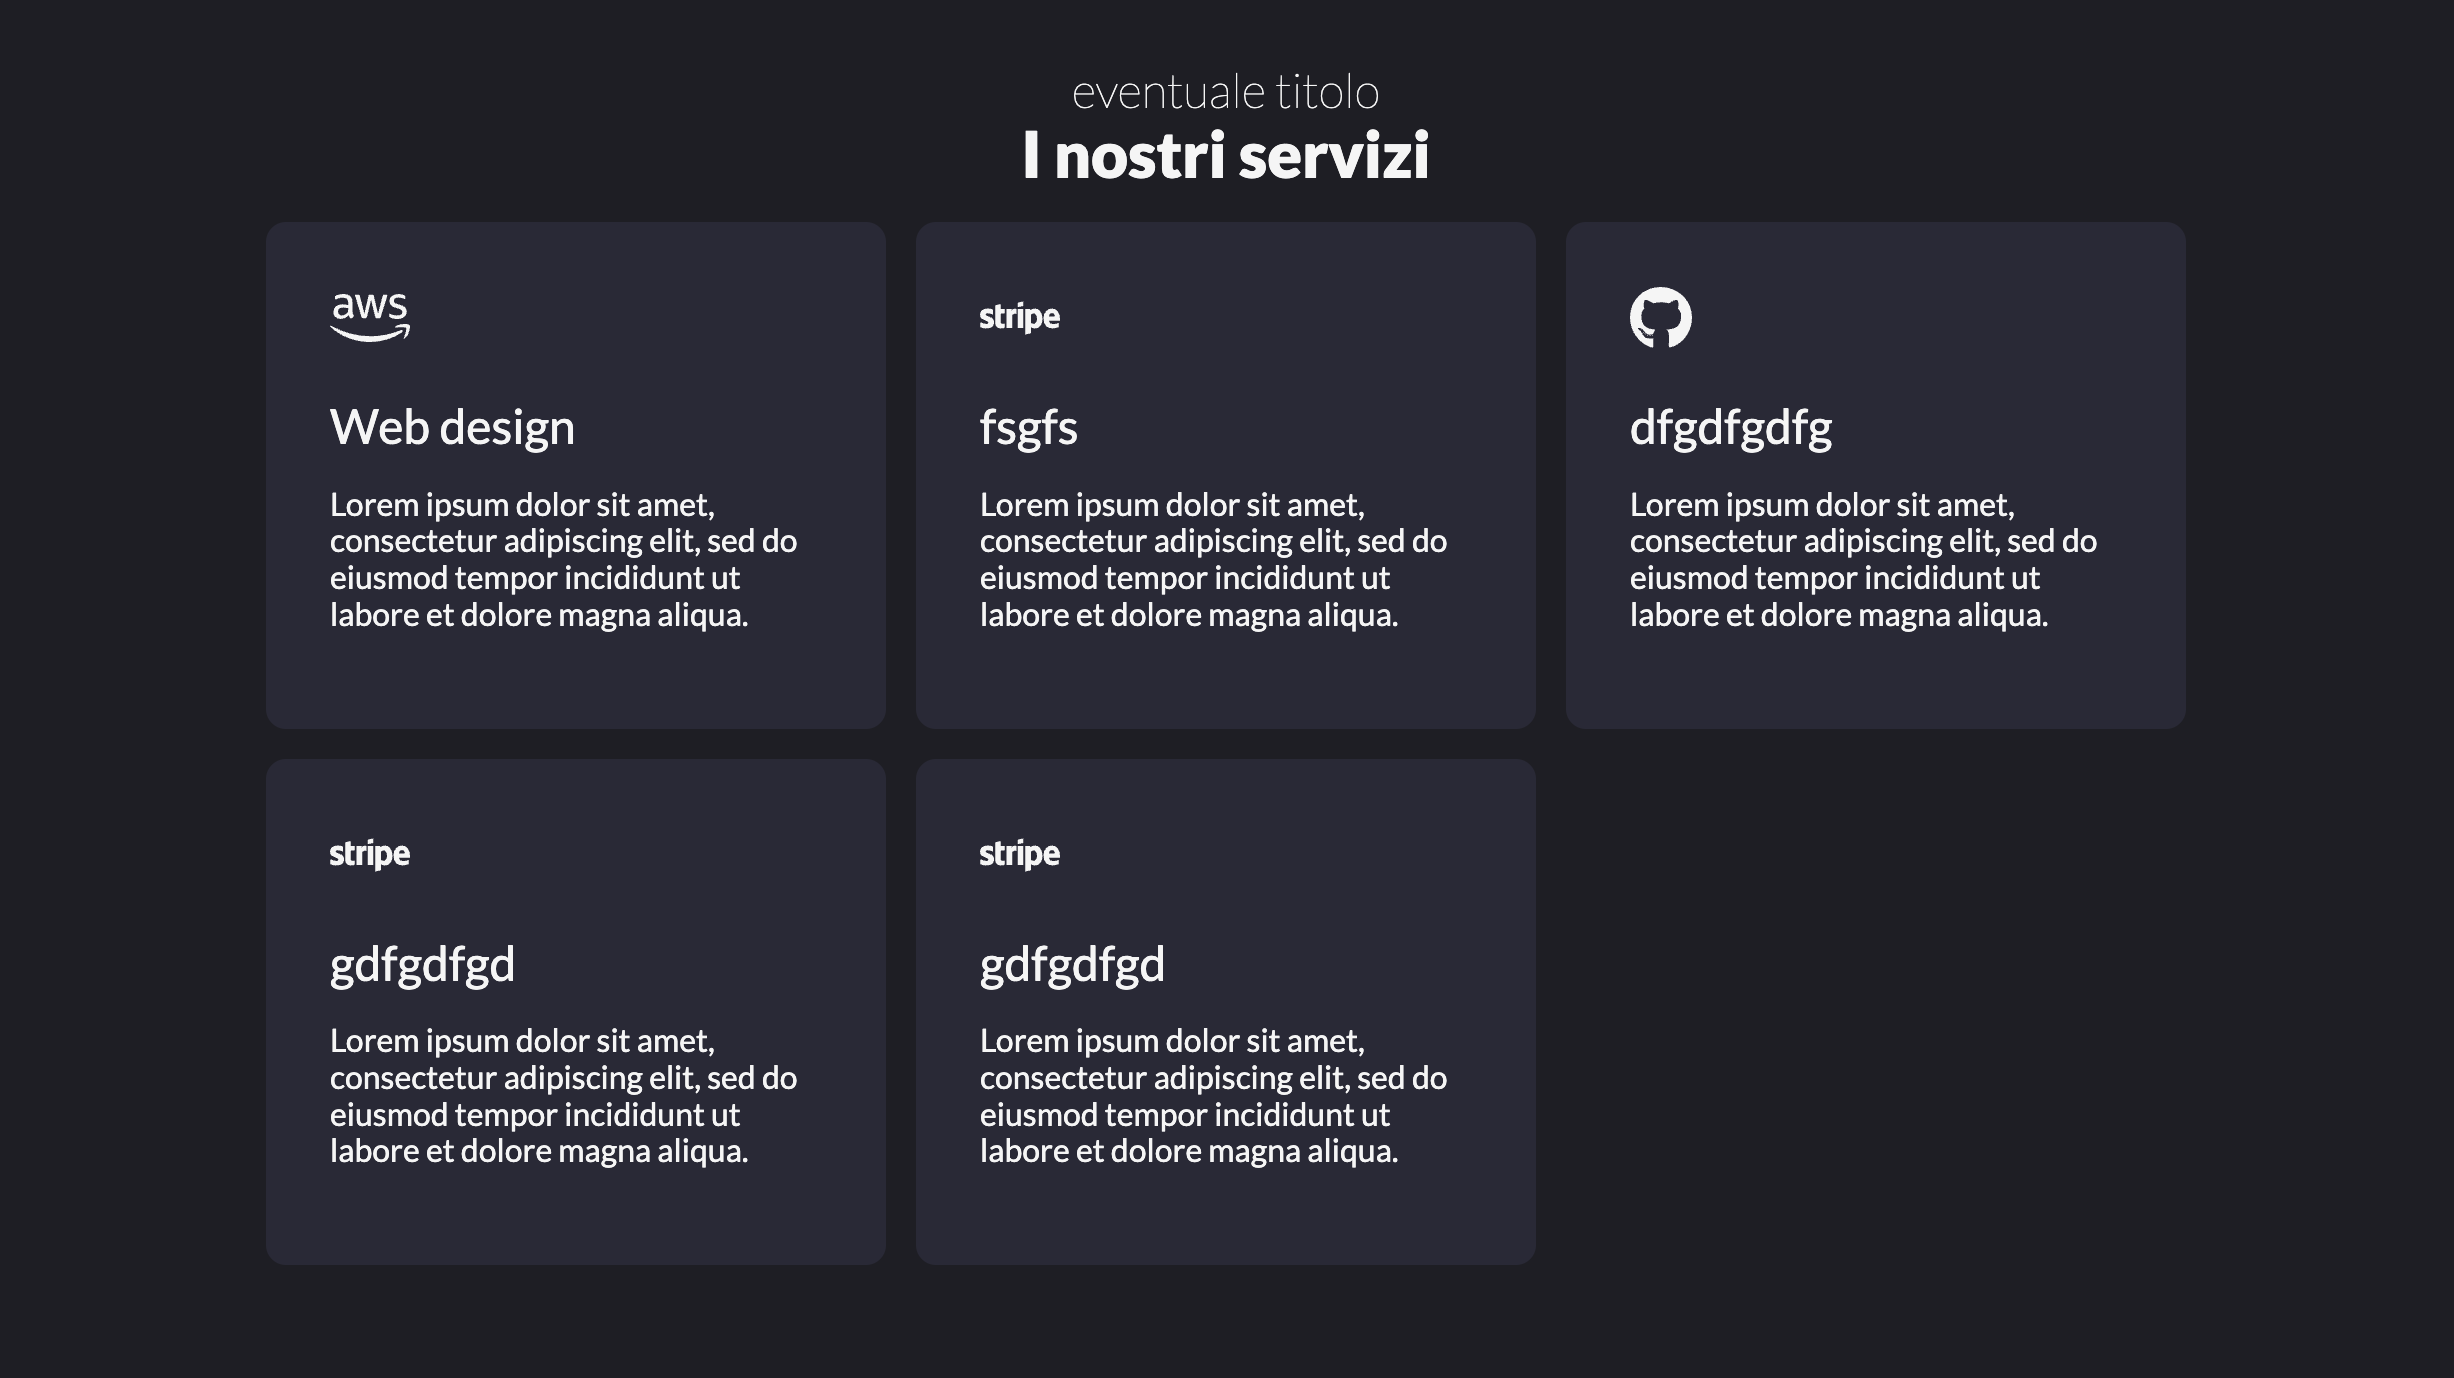 eventuale titolo
I nostri servizi
aws
Web design
Lorem ipsum dolor sit amet,
consectetur adipiscing elit, sed do
eiusmod tempor incididunt ut
labore et dolore magna aliqua.
stripe
fsgfs
Lorem ipsum dolor sit amet,
consectetur adipiscing elit, sed do
eiusmod tempor incididunt ut
labore et dolore magna aliqua.
dfgdfgdfg
Lorem ipsum dolor sit amet,
consectetur adipiscing elit, sed do
eiusmod tempor incididunt ut
labore et dolore magna aliqua.
stripe
gdfgdfgd
Lorem ipsum dolor sit amet,
consectetur adipiscing elit, sed do
eiusmod tempor incididunt ut
labore et dolore magna aliqua.
stripe
gdfgdfgd
Lorem ipsum dolor sit amet,
consectetur adipiscing elit, sed do
eiusmod tempor incididunt ut
labore et dolore magna aliqua.